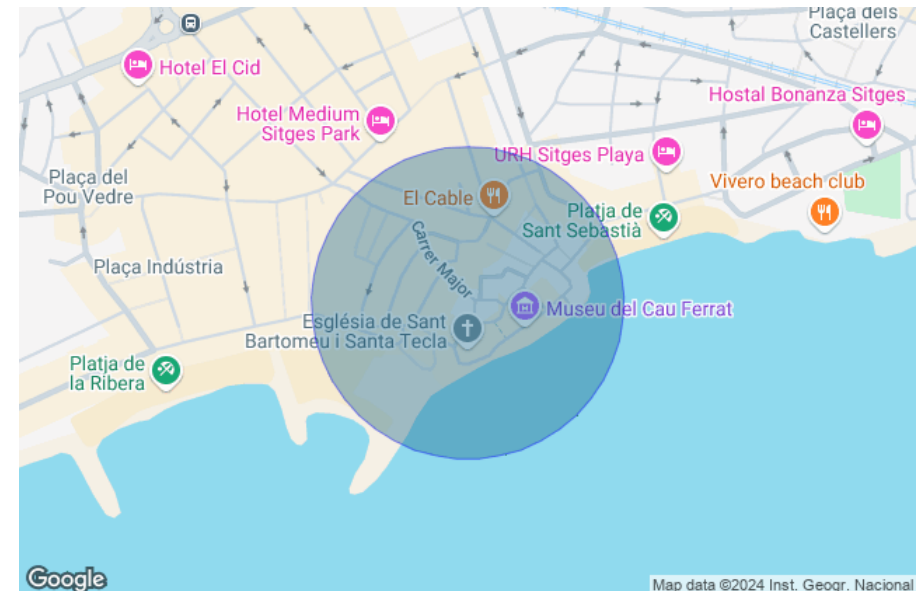 Plaça dels
Castellers
Hotel El Cid
Hostal Bonanza Sitges
Hotel Medium
Sitges Park
URH Sitges Playa
Plaça del
Pou Vedre
Vivero beach club
El Cable
Platja de
Sant Sebastià
Carrer Major
Plaça Indústria
Museu del Cau Ferrat
Església de Sant
Bartomeu i Santa Tecla
Platja de
la Ribera
Google
Map data ©2024 Inst. Geogr. Nacional